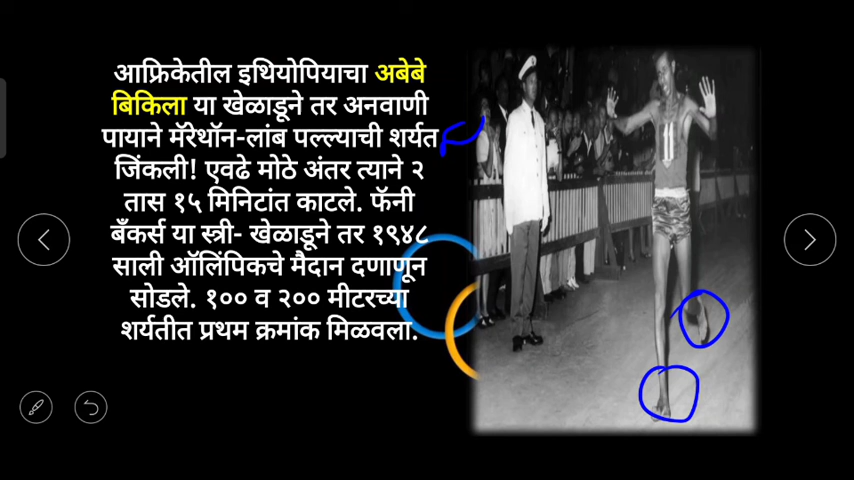 आफ्रिकेतील इथियोपियाचा अबेबे
बिकिला या खेळाडूने तर अनवाणी
पायाने मॅरेथॉन-लांब पल्ल्याची शर्यत
जिंकली! एवढे मोठे अंतर त्याने २
तास १५ मिनिटांत काटले. फॅनी
बँकर्स या स्त्री- खेळाडूने तर १९४८
साली ऑलिंपिकचे मैदान दणाणून
सोडले. १०० व २०० मीटरच्या
शर्यतीत प्रथम क्रमांक मिळवला.
११